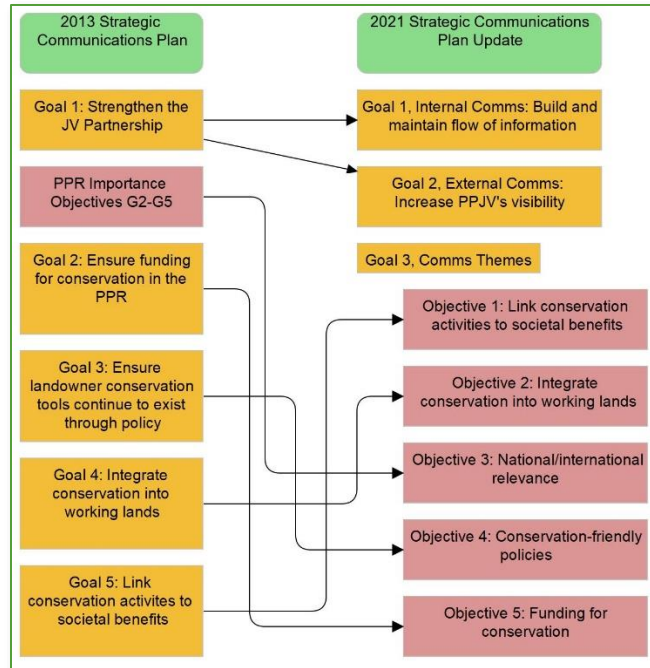 2013 Strategic
Communications Plan
Goal 1: Strengthen the
JV Partnership
PPR Importance
Objectives G2-G5
Goal 2: Ensure funding
for conservation in the
PPR
Goal 3: Ensure
landowner conservation
tools continue to exist
through policy
Goal 4: Integrate
conservation into
working lands
Goal 5: Link
conservation activites to
societal benefits
2021 Strategic Communications
Plan Update
Goal 1, Internal Comms: Build and
maintain flow of information
Goal 2, External Comms:
Increase PPJV's visibility
Goal 3, Comms Themes
Objective 1: Link conservation
activities to societal benefits
Objective 2: Integrate
conservation into working lands
Objective 3: National/international
relevance
Objective 4: Conservation-friendly
policies
Objective 5: Funding for
conservation